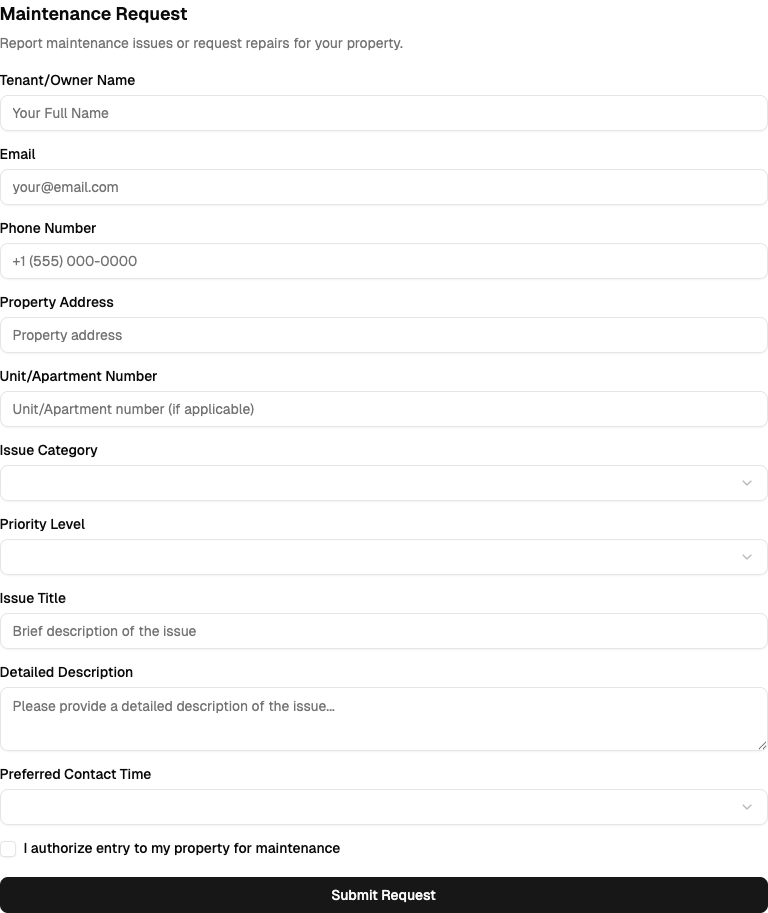 Maintenance Request
Report maintenance issues or request repairs for your property.
Tenant/Owner Name
Your Full Name
Email
your@email.com
Phone Number
+1 (555) 000-0000
Property Address
Property address
Unit/Apartment Number
Unit/Apartment number (if applicable)
Issue Category
Priority Level
Issue Title
Brief description of the issue
Detailed Description
Please provide a detailed description of the issue...
Preferred Contact Time
I authorize entry to my property for maintenance
Submit Request